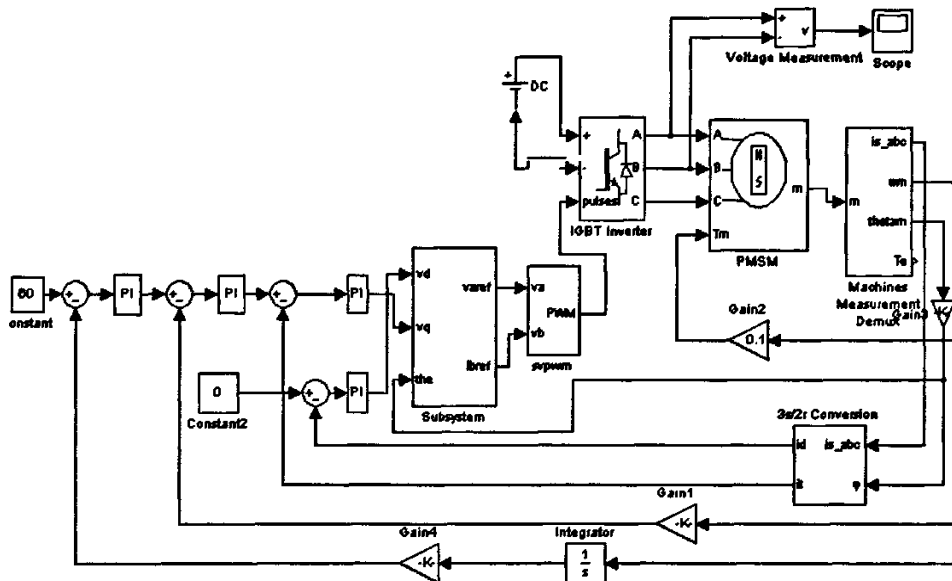 +
-
v
Voltage Measurement
Scope
+
DC
+
-
pulses
A
B
C
IGBT Inverter
A
B
C
Tm
N
S
m
PMSM
m
is_abc
wm
thetam
Te
Machines
Measurement
Demux
Gain3
-K-
60
onstant
+
-
PI
+
-
PI
+
-
PI
0
Constant2
+
-
PI
vd
vq
the
varef
lbref
Subsystem
va
vb
PWM
svpwm
Gain2
0.1
3s/2r Conversion
id
is_abc
Gain1
-K-
Gain4
-K-
Integrator
1
s